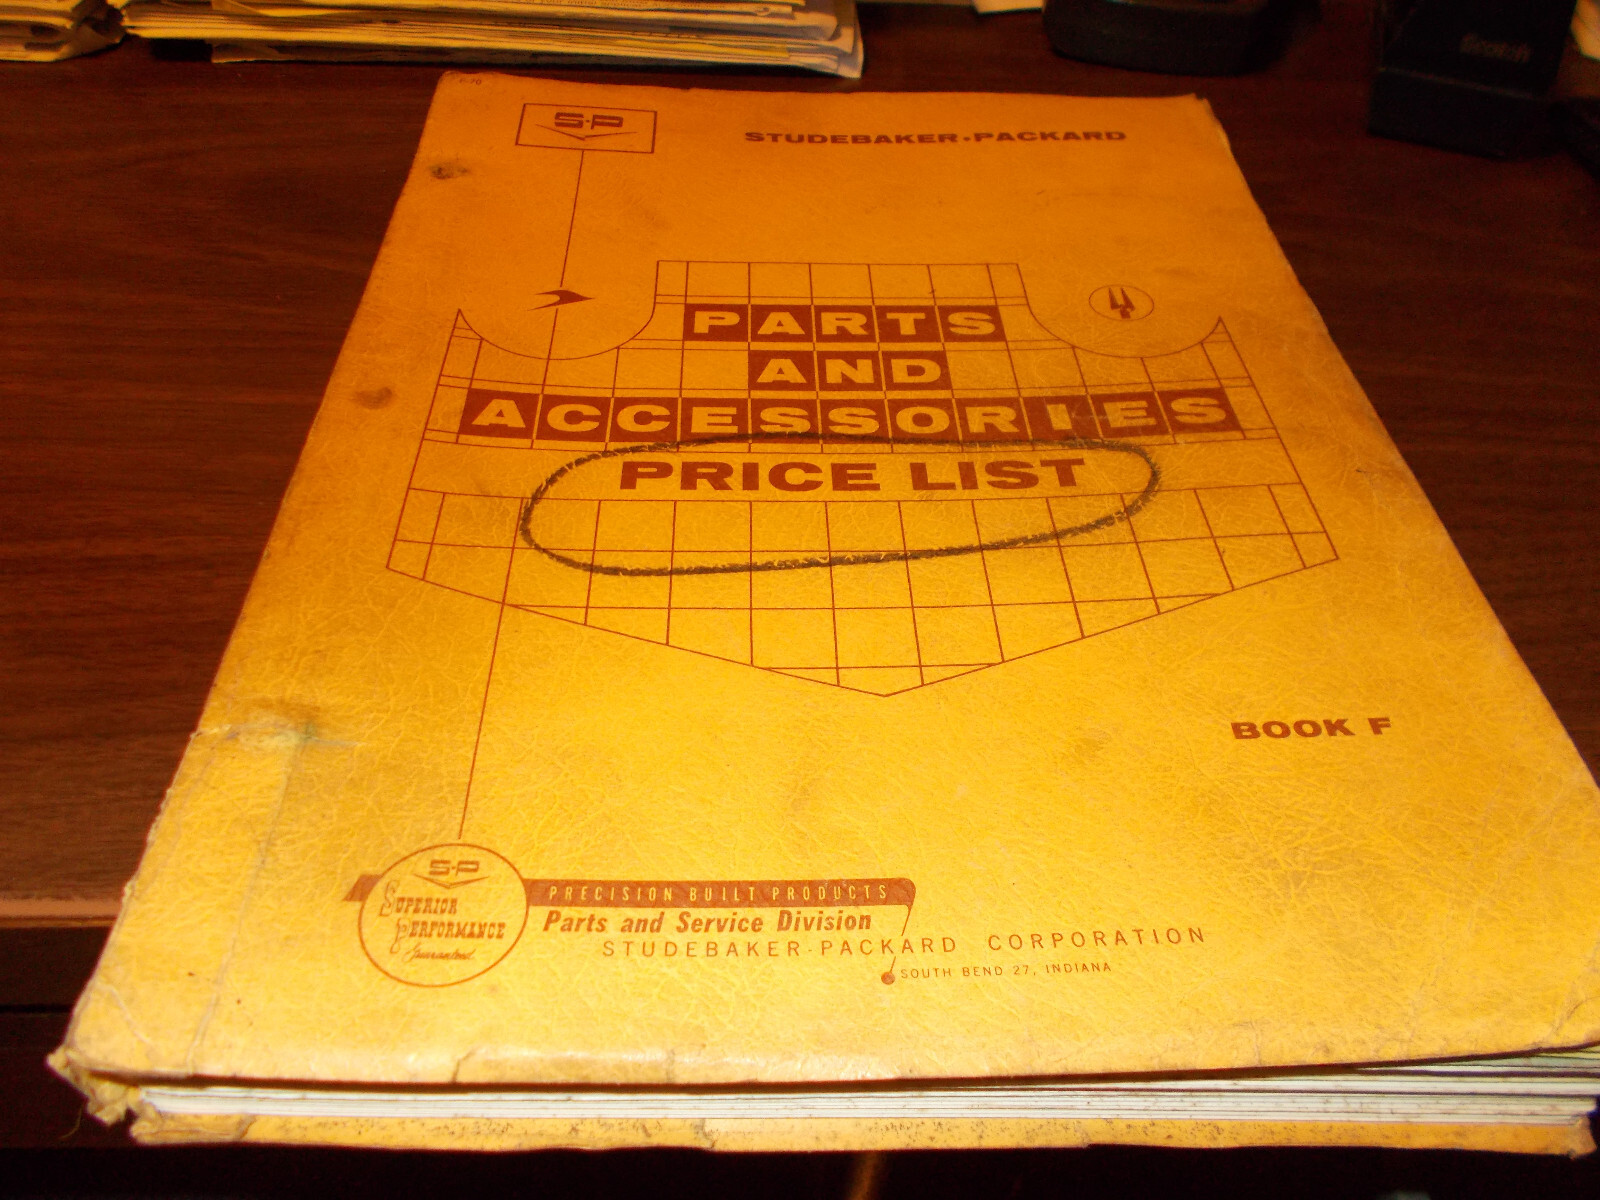 S-P
STUDEBAKER•PACKARD
PARTS
AND
ACCESSORIES
PRICE LIST
BOOK F
S-P
SUPERIOR
PERFORMANCE
Guaranteed
PRECISION BUILT PRODUCTS
Parts and Service Division
STUDEBAKER-PACKARD CORPORATION
SOUTH BEND 27, INDIANA
Scotch